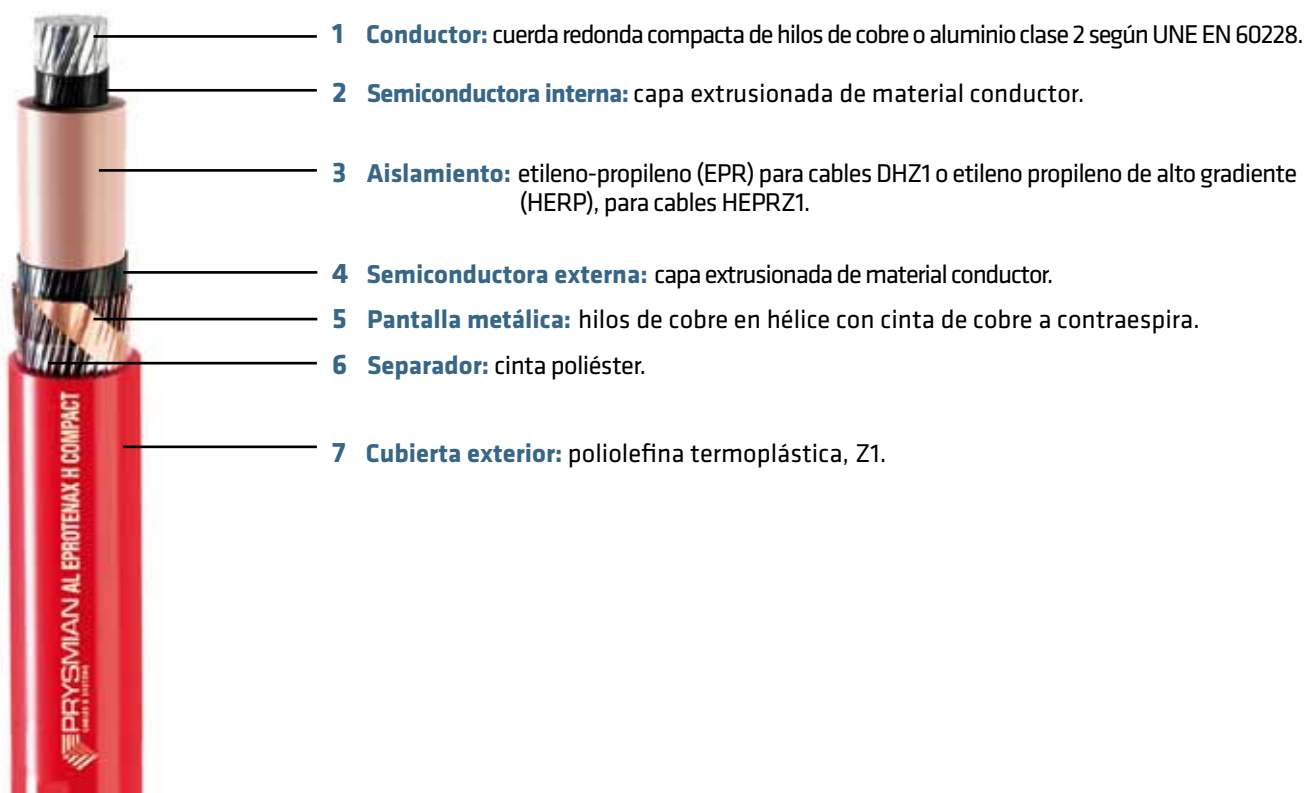 1 Conductor: cuerda redonda compacta de hilos de cobre o aluminio clase 2 según UNE EN 60228.
2 Semiconductora interna: capa extrusionada de material conductor.
3 Aislamiento: etileno-propileno (EPR) para cables DHZ1 o etileno propileno de alto gradiente
(HERP), para cables HEPRZ1.
4 Semiconductora externa: capa extrusionada de material conductor.
5 Pantalla metálica: hilos de cobre en hélice con cinta de cobre a contraespira.
6 Separador: cinta poliéster.
7 Cubierta exterior: poliolefina termoplástica, Z1.
PRYSMIAN AL EPROTENAX H COMPACT
CABLES & SYSTEMS